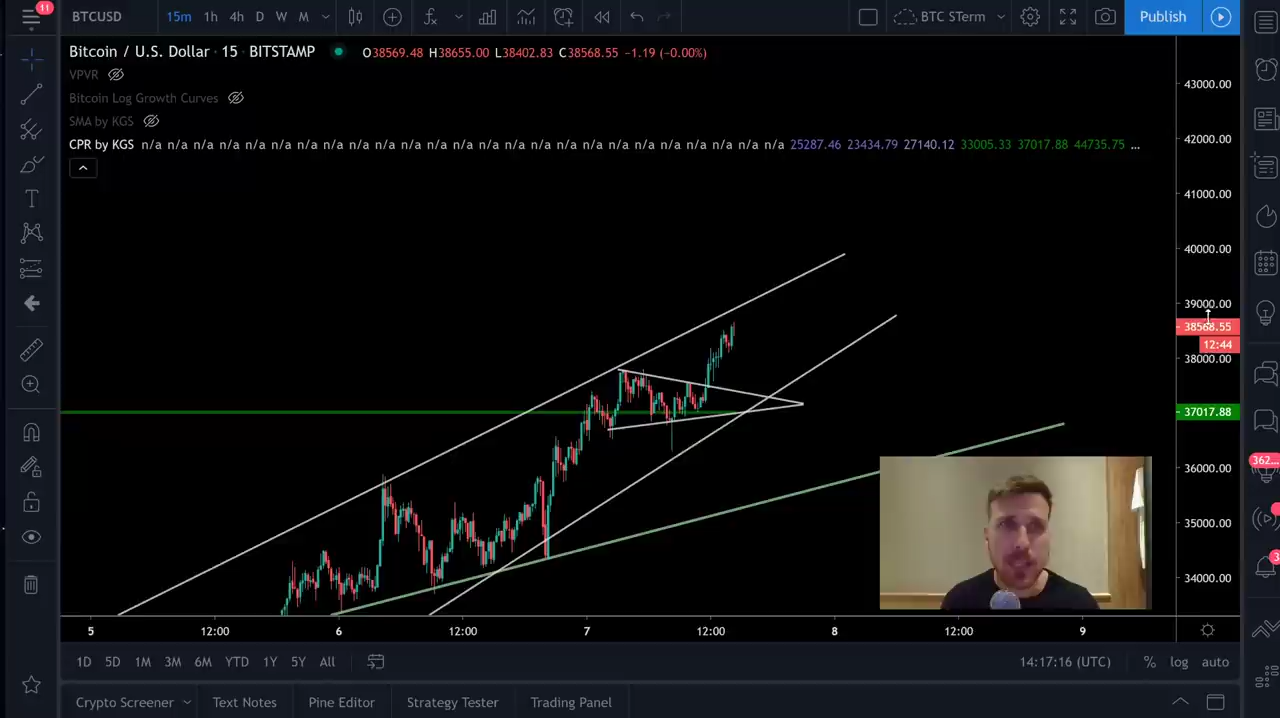 11
BTCUSD 15m 1h 4h D W M BTC STerm Publish
Bitcoin / U.S. Dollar · 15 · BITSTAMP O38569.48 H38655.00 L38402.83 C38568.55 −1.19 (−0.00%)
VPVR
Bitcoin Log Growth Curves
SMA by KGS
CPR by KGS n/a n/a n/a n/a n/a n/a n/a n/a n/a n/a n/a n/a n/a n/a n/a n/a n/a n/a n/a n/a n/a n/a n/a n/a n/a 25287.46 23434.79 27140.12 33005.33 37017.88 44735.75 ...
43000.00
42000.00
41000.00
40000.00
39000.00
38568.55
12:44
38000.00
37017.88
36000.00
362...
35000.00
34000.00
5 12:00 6 12:00 7 12:00 8 12:00 9
1D 5D 1M 3M 6M YTD 1Y 5Y All 14:17:16 (UTC) % log auto
Crypto Screener Text Notes Pine Editor Strategy Tester Trading Panel